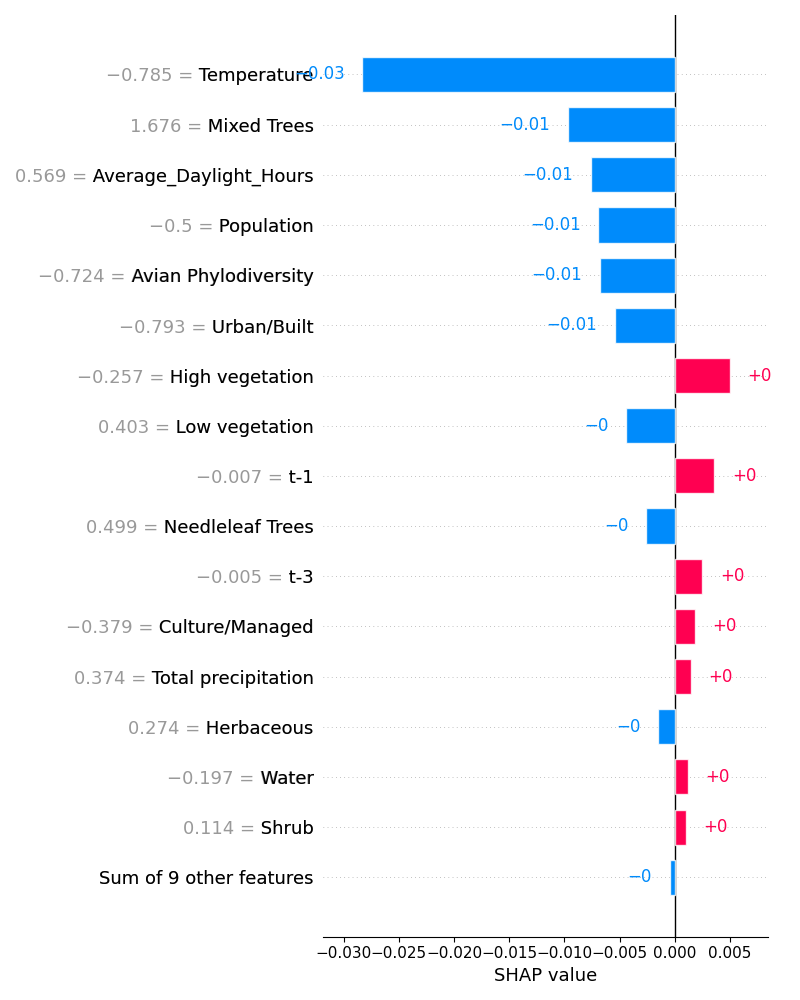 −0.785 = Temperature −0.03
1.676 = Mixed Trees −0.01
0.569 = Average_Daylight_Hours −0.01
−0.5 = Population −0.01
−0.724 = Avian Phylodiversity −0.01
−0.793 = Urban/Built −0.01
−0.257 = High vegetation +0
0.403 = Low vegetation −0
−0.007 = t-1 +0
0.499 = Needleleaf Trees −0
−0.005 = t-3 +0
−0.379 = Culture/Managed +0
0.374 = Total precipitation +0
0.274 = Herbaceous −0
−0.197 = Water +0
0.114 = Shrub +0
Sum of 9 other features −0
−0.030 −0.025 −0.020 −0.015 −0.010 −0.005 0.000 0.005
SHAP value